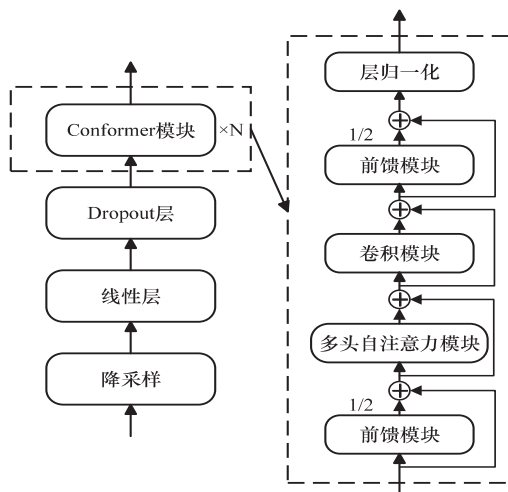 Conformer模块
×N
Dropout层
线性层
降采样
层归一化
1/2
前馈模块
卷积模块
多头自注意力模块
1/2
前馈模块